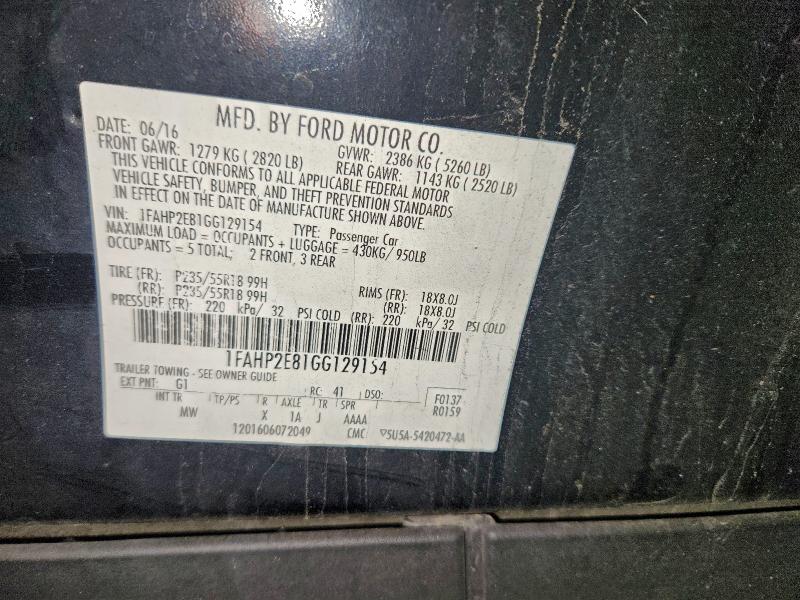 MFD. BY FORD MOTOR CO.
DATE: 06/16 GVWR: 2386 KG ( 5260 LB)
FRONT GAWR: 1279 KG ( 2820 LB) REAR GAWR: 1143 KG ( 2520 LB)
THIS VEHICLE CONFORMS TO ALL APPLICABLE FEDERAL MOTOR
VEHICLE SAFETY, BUMPER, AND THEFT PREVENTION STANDARDS
IN EFFECT ON THE DATE OF MANUFACTURE SHOWN ABOVE.
VIN: 1FAHP2E81GG129154 TYPE: Passenger Car
MAXIMUM LOAD = OCCUPANTS + LUGGAGE = 430KG/ 950LB
OCCUPANTS = 5 TOTAL; 2 FRONT, 3 REAR
TIRE (FR): P235/55R18 99H RIMS (FR): 18X8.0J
(RR): P235/55R18 99H (RR): 18X8.0J
PRESSURE (FR): 220 kPa/ 32 PSI COLD (RR): 220 kPa/ 32 PSI COLD
1FAHP2E81GG129154
TRAILER TOWING - SEE OWNER GUIDE
EXT PNT: G1 RC: 41 DSO: F0137
INT TR TP/PS R AXLE TR SPR R0159
MW X 1A J AAAA
1201606072049 CMC ▽5U5A-5420472-AA